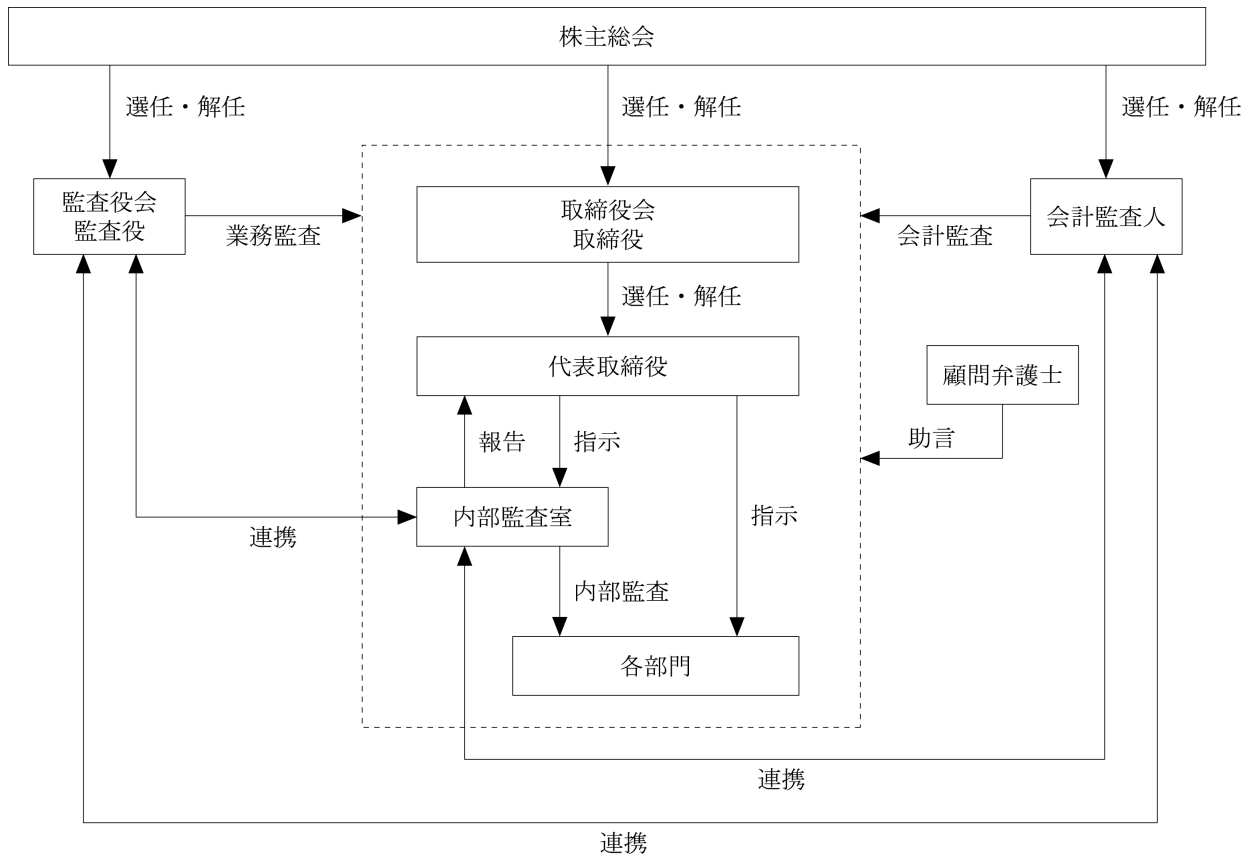 株主総会
選任・解任
選任・解任
選任・解任
監査役会
監査役
業務監査
取締役会
取締役
会計監査
会計監査人
選任・解任
代表取締役
顧問弁護士
報告
指示
助言
内部監査室
指示
連携
内部監査
各部門
連携
連携